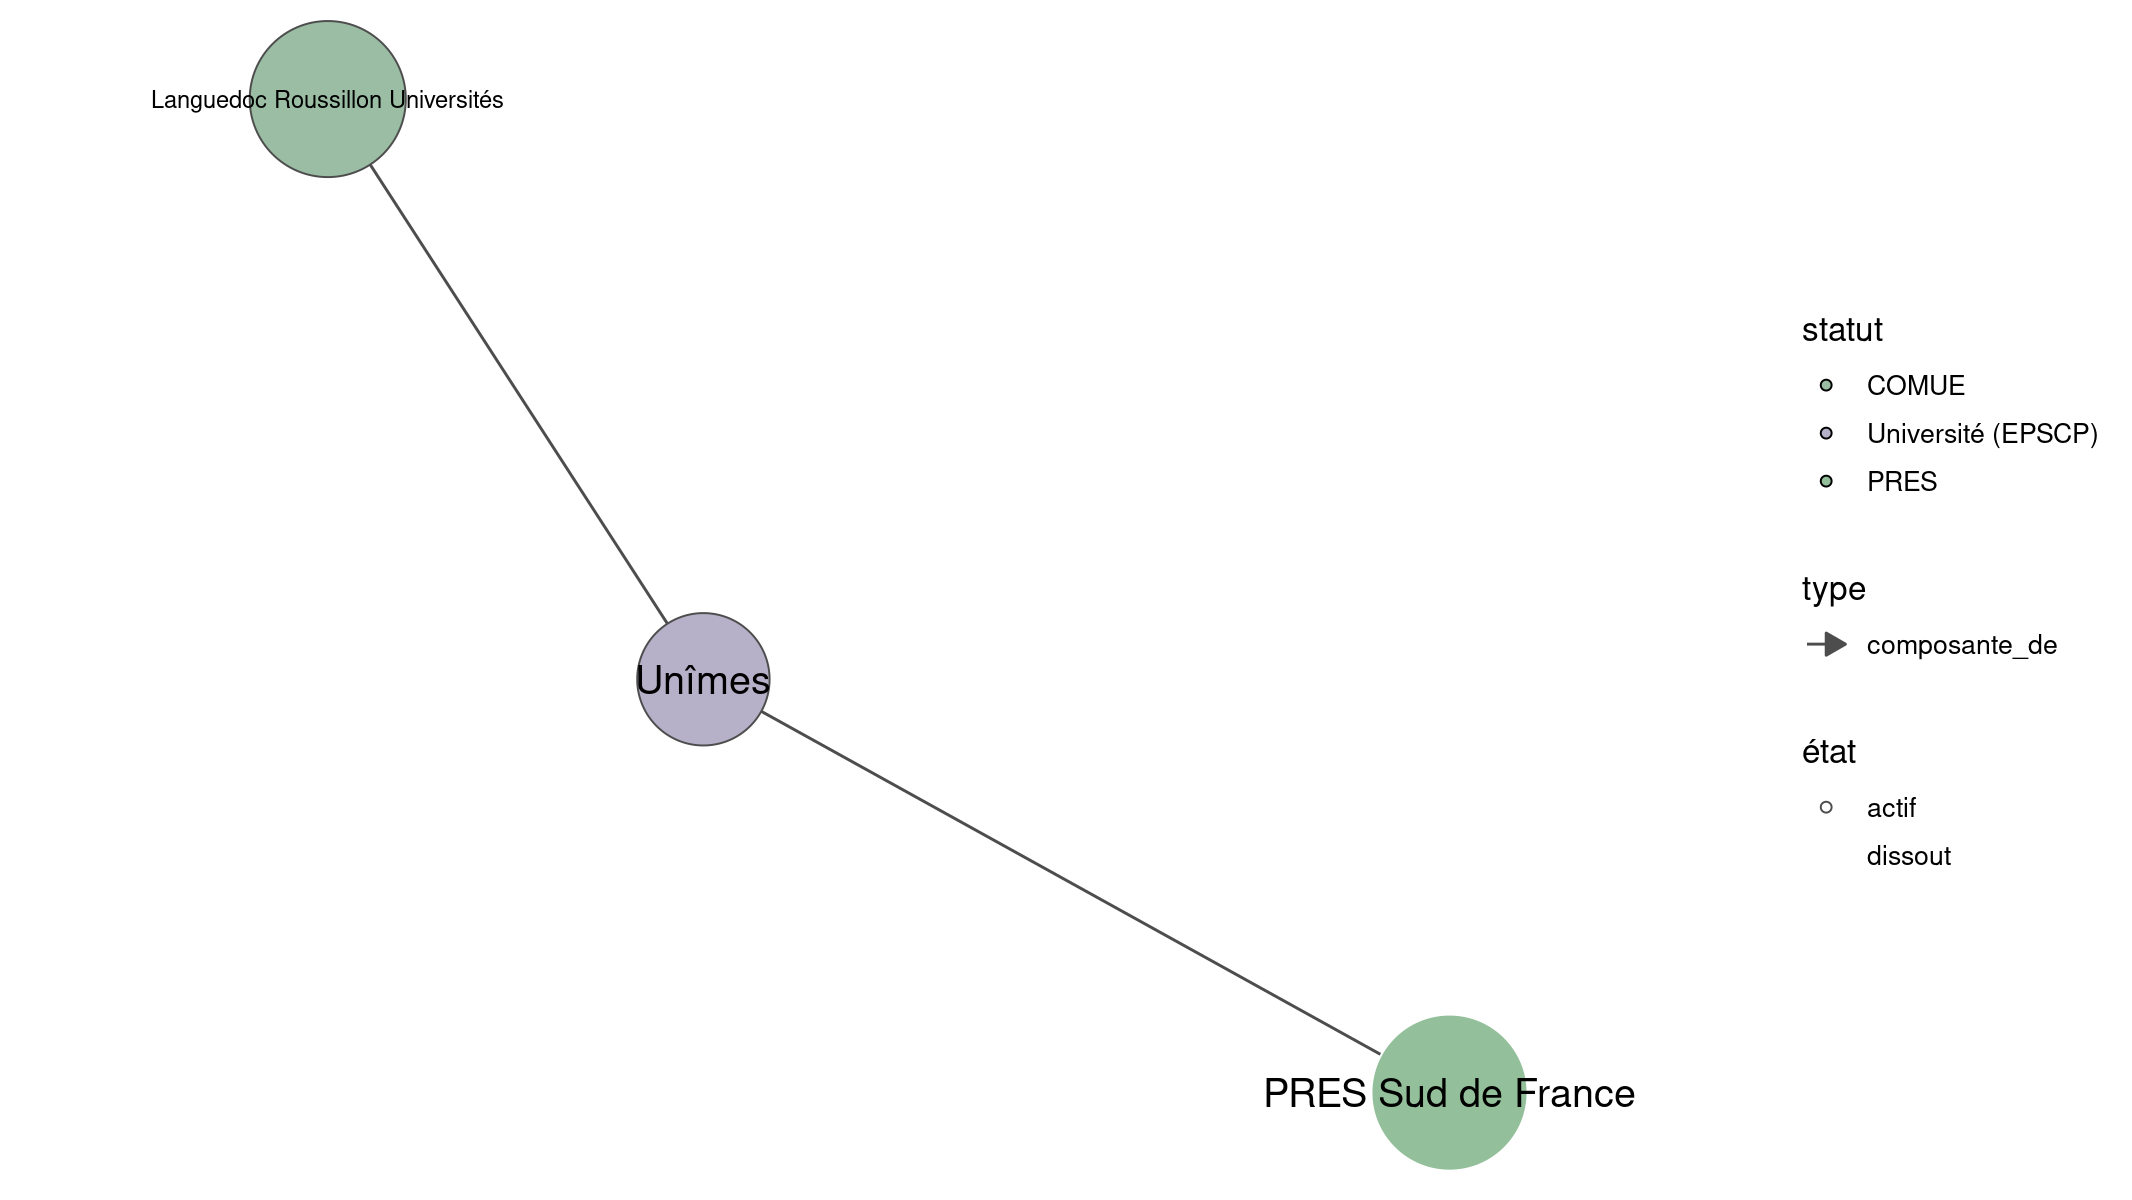 Languedoc Roussillon Universités
Unîmes
PRES Sud de France
statut
COMUE
Université (EPSCP)
PRES
type
composante_de
état
actif
dissout